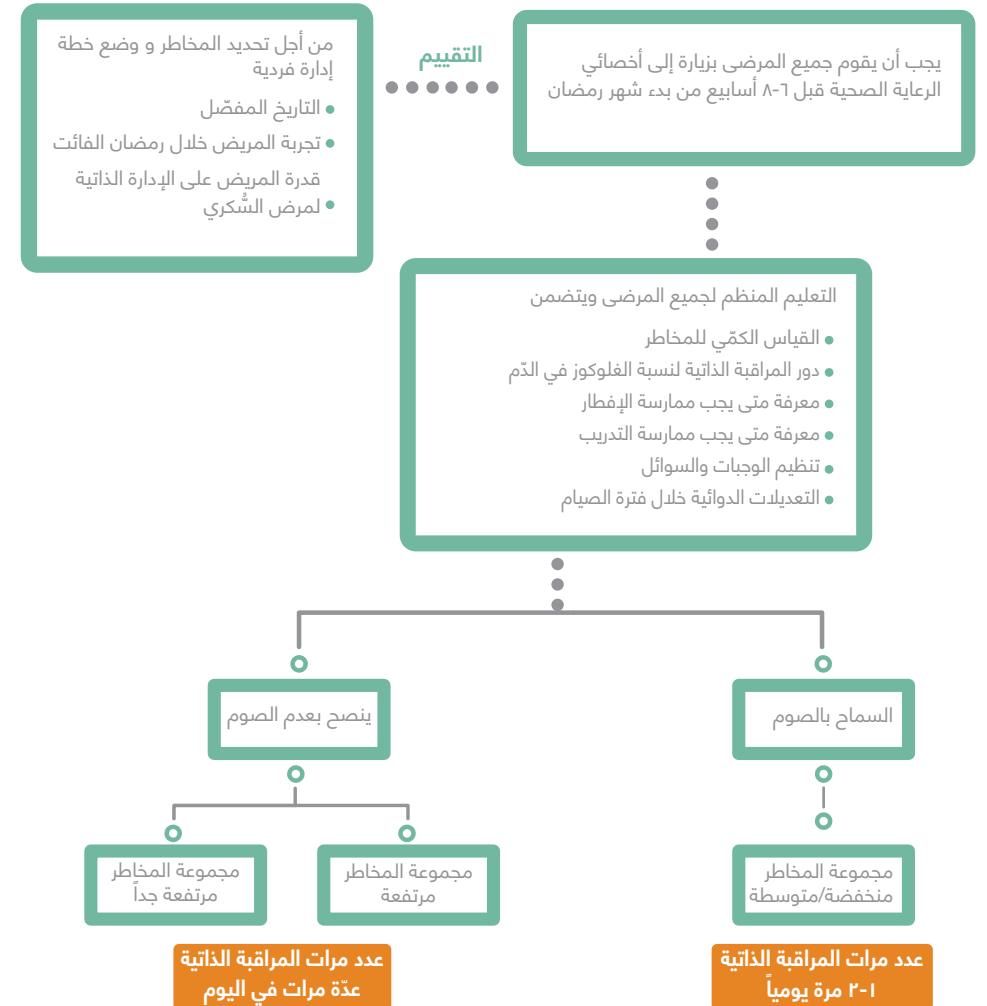 يجب أن يقوم جميع المرضى بزيارة إلى أخصائي
الرعاية الصحية قبل ٦-٨ أسابيع من بدء شهر رمضان
التقييم
من أجل تحديد المخاطر و وضع خطة
إدارة فردية
التاريخ المفصّل
تجربة المريض خلال رمضان الفائت
قدرة المريض على الإدارة الذاتية
لمرض السُّكري
التعليم المنظم لجميع المرضى ويتضمن
القياس الكمّي للمخاطر
دور المراقبة الذاتية لنسبة الغلوكوز في الدّم
معرفة متى يجب ممارسة الإفطار
معرفة متى يجب ممارسة التدريب
تنظيم الوجبات والسوائل
التعديلات الدوائية خلال فترة الصيام
السماح بالصوم
ينصح بعدم الصوم
مجموعة المخاطر
منخفضة/متوسطة
مجموعة المخاطر
مرتفعة
مجموعة المخاطر
مرتفعة جداً
عدد مرات المراقبة الذاتية
١-٢ مرة يومياً
عدد مرات المراقبة الذاتية
عدّة مرات في اليوم